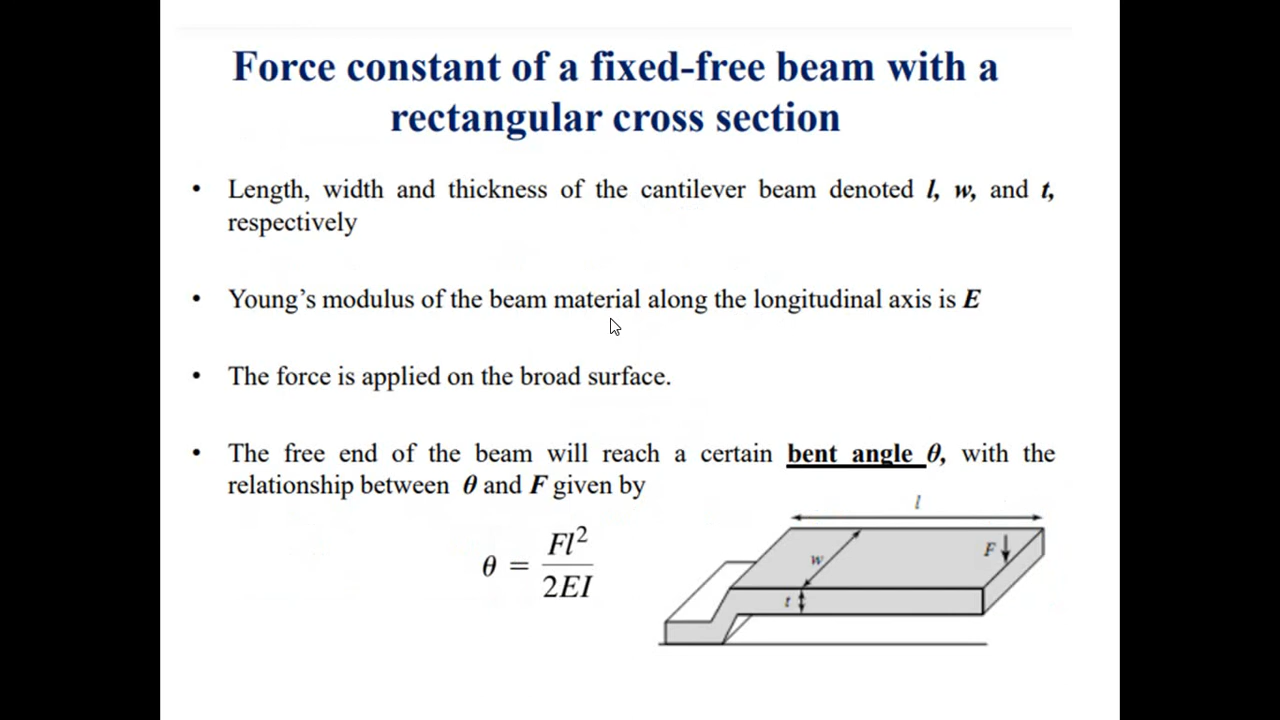 Force constant of a fixed-free beam with a
rectangular cross section
• Length, width and thickness of the cantilever beam denoted l, w, and t,
respectively
• Young's modulus of the beam material along the longitudinal axis is E
• The force is applied on the broad surface.
• The free end of the beam will reach a certain bent angle θ, with the
relationship between θ and F given by
θ = Fl²/2EI
l
w
F
t